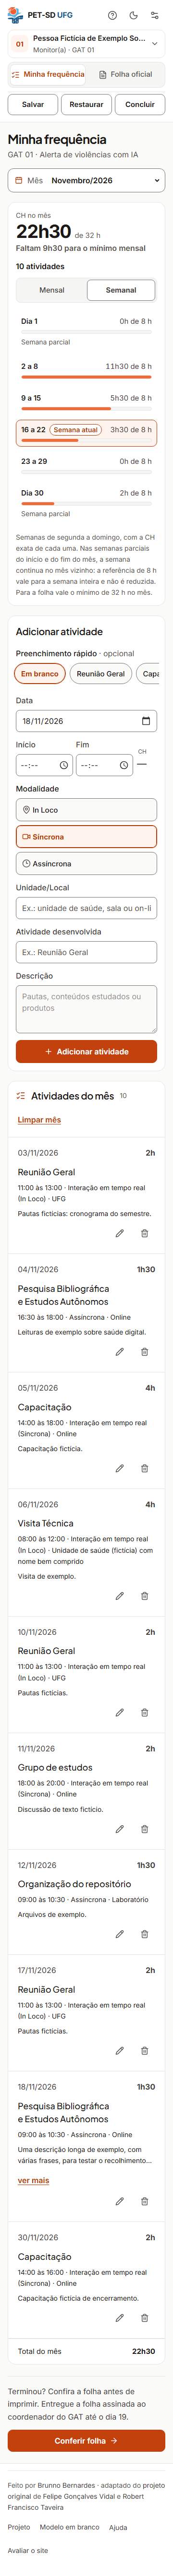 PET-SD UFG
01
Pessoa Fictícia de Exemplo So...
Monitor(a) · GAT 01
Minha frequência
Folha oficial
Salvar
Restaurar
Concluir
Minha frequência
GAT 01 · Alerta de violências com IA
Mês
Novembro/2026
CH no mês
22h30 de 32 h
Faltam 9h30 para o mínimo mensal
10 atividades
Mensal
Semanal
Dia 1
0h de 8 h
Semana parcial
2 a 8
11h30 de 8 h
9 a 15
5h30 de 8 h
16 a 22
Semana atual
3h30 de 8 h
23 a 29
0h de 8 h
Dia 30
2h de 8 h
Semana parcial
Semanas de segunda a domingo, com a CH
exata de cada uma. Nas semanas parciais
do início e do fim do mês, a semana
continua no mês vizinho: a referência de 8 h
vale para a semana inteira e não é reduzida.
Para a folha vale o mínimo de 32 h no mês.
Adicionar atividade
Preenchimento rápido · opcional
Em branco
Reunião Geral
Capa
Data
18/11/2026
Início
Fim
CH
--:--
--:--
—
Modalidade
In Loco
Síncrona
Assíncrona
Unidade/Local
Ex.: unidade de saúde, sala ou on-li
Atividade desenvolvida
Ex.: Reunião Geral
Descrição
Pautas, conteúdos estudados ou
produtos
+ Adicionar atividade
Atividades do mês 10
Limpar mês
03/11/2026
2h
Reunião Geral
11:00 às 13:00 · Interação em tempo real
(In Loco) · UFG
Pautas fictícias: cronograma do semestre.
04/11/2026
1h30
Pesquisa Bibliográfica
e Estudos Autônomos
16:30 às 18:00 · Assíncrona · Online
Leituras de exemplo sobre saúde digital.
05/11/2026
4h
Capacitação
14:00 às 18:00 · Interação em tempo real
(Síncrona) · Online
Capacitação fictícia.
06/11/2026
4h
Visita Técnica
08:00 às 12:00 · Interação em tempo real
(In Loco) · Unidade de saúde (fictícia) com
nome bem comprido
Visita de exemplo.
10/11/2026
2h
Reunião Geral
11:00 às 13:00 · Interação em tempo real
(In Loco) · UFG
Pautas fictícias.
11/11/2026
2h
Grupo de estudos
18:00 às 20:00 · Interação em tempo real
(Síncrona) · Online
Discussão de texto fictício.
12/11/2026
1h30
Organização do repositório
09:00 às 10:30 · Assíncrona · Laboratório
Arquivos de exemplo.
17/11/2026
2h
Reunião Geral
11:00 às 13:00 · Interação em tempo real
(In Loco) · UFG
Pautas fictícias.
18/11/2026
1h30
Pesquisa Bibliográfica
e Estudos Autônomos
09:00 às 10:30 · Assíncrona · Online
Uma descrição longa de exemplo, com
várias frases, para testar o recolhimento...
ver mais
30/11/2026
2h
Capacitação
14:00 às 16:00 · Interação em tempo real
(Síncrona) · Online
Capacitação fictícia de encerramento.
Total do mês
22h30
Terminou? Confira a folha antes de
imprimir. Entregue a folha assinada ao
coordenador do GAT até o dia 19.
Conferir folha →
Feito por Brunno Bernardes · adaptado do projeto
original de Felipe Gonçalves Vidal e Robert
Francisco Taveira
Projeto
Modelo em branco
Ajuda
Avaliar o site